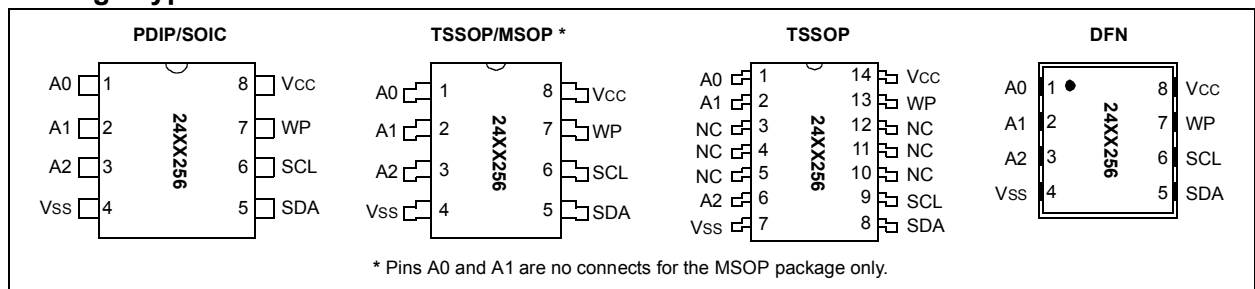 PDIP/SOIC
A0 1 8 VCC
A1 2 7 WP
A2 3 6 SCL
VSS 4 5 SDA
24XX256
TSSOP/MSOP *
A0 1 8 VCC
A1 2 7 WP
A2 3 6 SCL
VSS 4 5 SDA
24XX256
TSSOP
A0 1 14 VCC
A1 2 13 WP
NC 3 12 NC
NC 4 11 NC
NC 5 10 NC
A2 6 9 SCL
VSS 7 8 SDA
24XX256
DFN
A0 1 8 VCC
A1 2 7 WP
A2 3 6 SCL
VSS 4 5 SDA
24XX256
* Pins A0 and A1 are no connects for the MSOP package only.